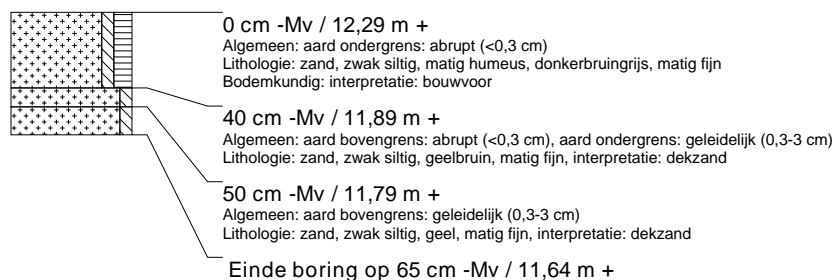 0 cm -Mv / 12,29 m +
Algemeen: aard ondergrens: abrupt (<0,3 cm)
Lithologie: zand, zwak siltig, matig humeus, donkerbruingrijs, matig fijn
Bodemkundig: interpretatie: bouwvoor
40 cm -Mv / 11,89 m +
Algemeen: aard bovengrens: abrupt (<0,3 cm), aard ondergrens: geleidelijk (0,3-3 cm)
Lithologie: zand, zwak siltig, geelbruin, matig fijn, interpretatie: dekzand
50 cm -Mv / 11,79 m +
Algemeen: aard bovengrens: geleidelijk (0,3-3 cm)
Lithologie: zand, zwak siltig, geel, matig fijn, interpretatie: dekzand
Einde boring op 65 cm -Mv / 11,64 m +